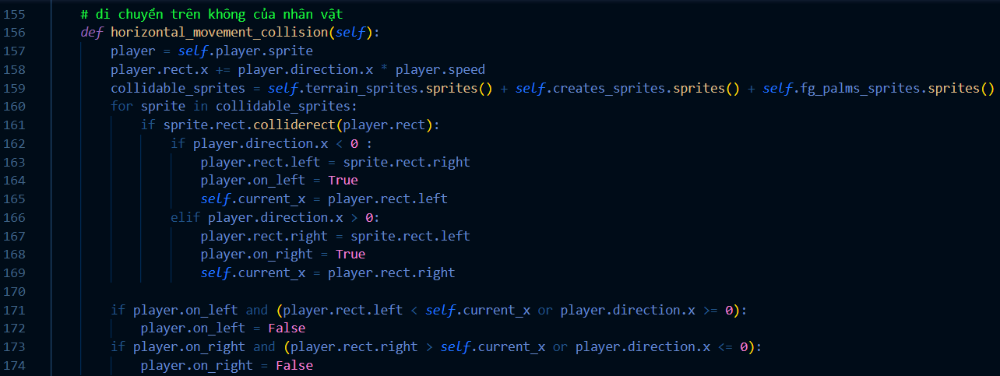 155 # di chuyển trên không của nhân vật
156 def horizontal_movement_collision(self):
157 player = self.player.sprite
158 player.rect.x += player.direction.x * player.speed
159 collidable_sprites = self.terrain_sprites.sprites() + self.creates_sprites.sprites() + self.fg_palms_sprites.sprites()
160 for sprite in collidable_sprites:
161 if sprite.rect.colliderect(player.rect):
162 if player.direction.x < 0 :
163 player.rect.left = sprite.rect.right
164 player.on_left = True
165 self.current_x = player.rect.left
166 elif player.direction.x > 0:
167 player.rect.right = sprite.rect.left
168 player.on_right = True
169 self.current_x = player.rect.right
170
171 if player.on_left and (player.rect.left < self.current_x or player.direction.x >= 0):
172 player.on_left = False
173 if player.on_right and (player.rect.right > self.current_x or player.direction.x <= 0):
174 player.on_right = False